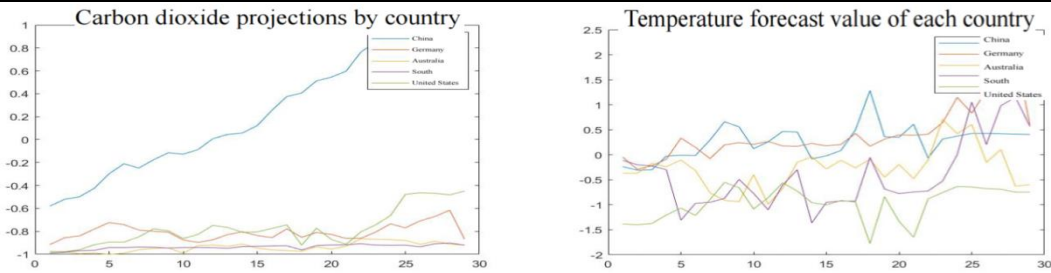 Carbon dioxide projections by country
1
0.8
0.6
0.4
0.2
0
-0.2
-0.4
-0.6
-0.8
-1
0 5 10 15 20 25 30
China
Germany
Australia
South
United States
Temperature forecast value of each country
2.5
2
1.5
1
0.5
0
-0.5
-1
-1.5
-2
0 5 10 15 20 25 30
China
Germany
Australia
South
United States